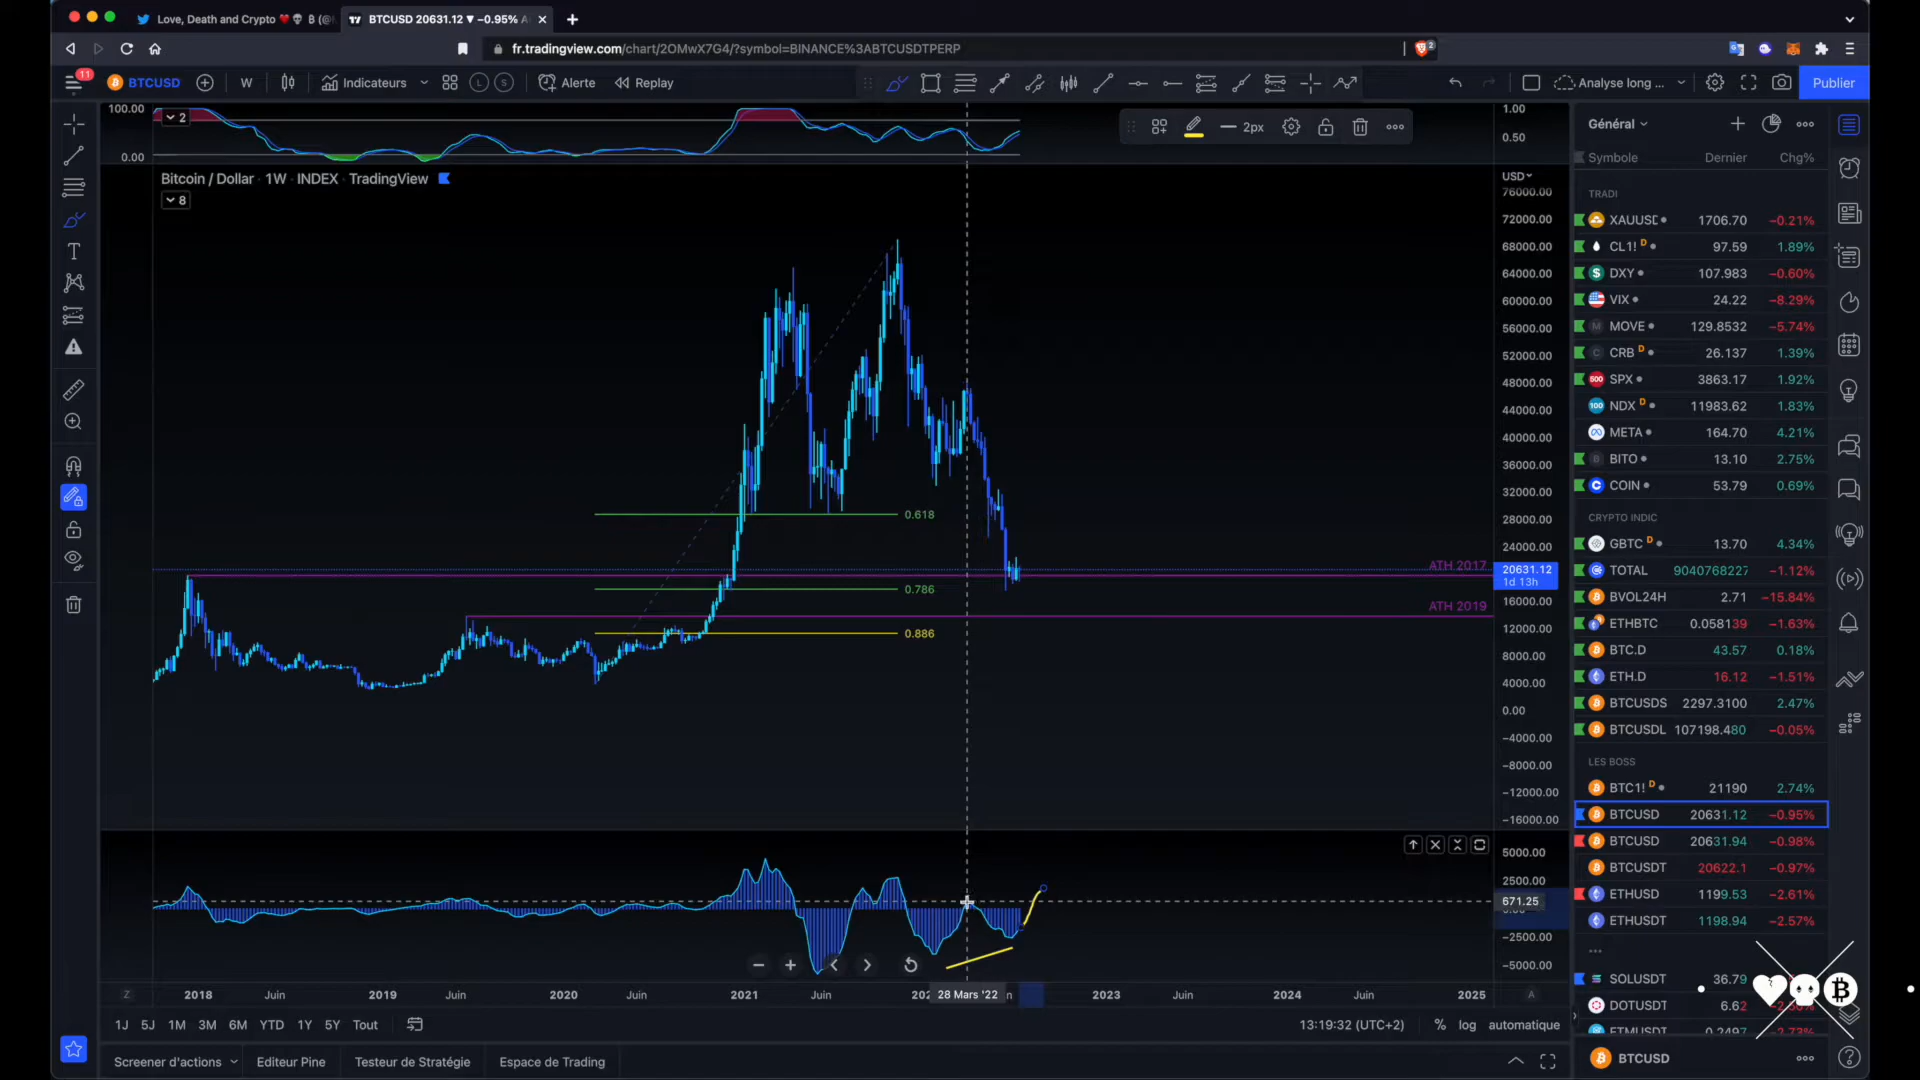 Love, Death and Crypto
BTCUSD 20631.12 ▼ −0.95%
fr.tradingview.com/chart/2OMwX7G4/?symbol=BINANCE%3ABTCUSDTPERP
2
11
BTCUSD
W
Indicateurs
L
S
Alerte
Replay
Analyse long ...
Publier
100.00
0.00
2
1.00
0.50
2px
Bitcoin / Dollar · 1W · INDEX · TradingView
8
USD
76000.00
72000.00
68000.00
64000.00
60000.00
56000.00
52000.00
48000.00
44000.00
40000.00
36000.00
32000.00
28000.00
24000.00
20631.12
1d 13h
16000.00
12000.00
8000.00
4000.00
0.00
−4000.00
−8000.00
−12000.00
−16000.00
0.618
0.786
0.886
ATH 2017
ATH 2019
5000.00
2500.00
671.25
−2500.00
−5000.00
Z
2018
Juin
2019
Juin
2020
Juin
2021
Juin
28 Mars '22
2023
Juin
2024
Juin
2025
A
1J 5J 1M 3M 6M YTD 1Y 5Y Tout
13:19:32 (UTC+2)
% log automatique
Screener d'actions
Editeur Pine
Testeur de Stratégie
Espace de Trading
Général
Symbole Dernier Chg%
TRADI
XAUUSD 1706.70 −0.21%
CL1! D 97.59 1.89%
DXY 107.983 −0.60%
VIX 24.22 −8.29%
MOVE 129.8532 −5.74%
CRB D 26.137 1.39%
SPX 3863.17 1.92%
NDX D 11983.62 1.83%
META 164.70 4.21%
BITO 13.10 2.75%
COIN 53.79 0.69%
CRYPTO INDIC
GBTC D 13.70 4.34%
TOTAL 9040768227 −1.12%
BVOL24H 2.71 −15.84%
ETHBTC 0.058139 −1.63%
BTC.D 43.57 0.18%
ETH.D 16.12 −1.51%
BTCUSDS 2297.3100 2.47%
BTCUSDL 107198.480 −0.05%
LES BOSS
BTC1! D 21190 2.74%
BTCUSD 20631.12 −0.95%
BTCUSD 20631.94 −0.98%
BTCUSDT 20622.1 −0.97%
ETHUSD 1199.53 −2.61%
ETHUSDT 1198.94 −2.57%
SOLUSDT 36.79
DOTUSDT 6.62
BTCUSD